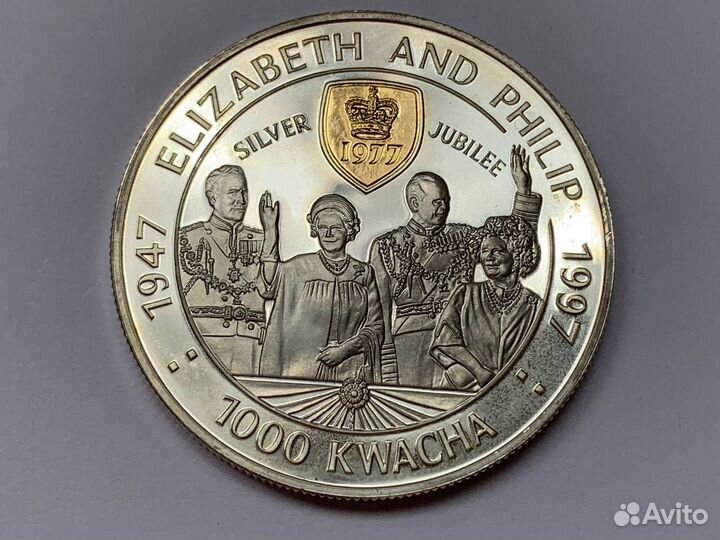 1947 ELIZABETH AND PHILIP 1997
SILVER JUBILEE
1977
1000 KWACHA
Avito